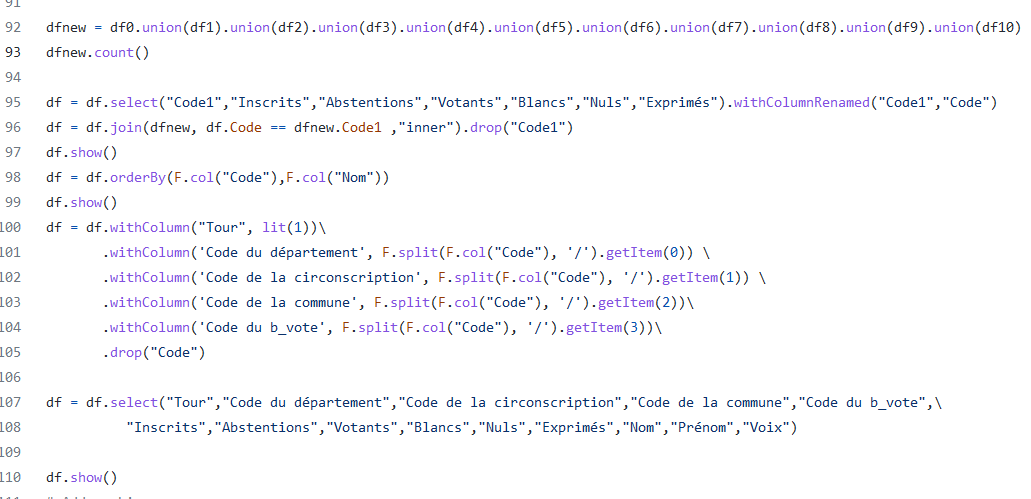 91
92 dfnew = df0.union(df1).union(df2).union(df3).union(df4).union(df5).union(df6).union(df7).union(df8).union(df9).union(df10)
93 dfnew.count()
94
95 df = df.select("Code1","Inscrits","Abstentions","Votants","Blancs","Nuls","Exprimés").withColumnRenamed("Code1","Code")
96 df = df.join(dfnew, df.Code == dfnew.Code1 ,"inner").drop("Code1")
97 df.show()
98 df = df.orderBy(F.col("Code"),F.col("Nom"))
99 df.show()
100 df = df.withColumn("Tour", lit(1))\
101 .withColumn('Code du département', F.split(F.col("Code"), '/').getItem(0)) \
102 .withColumn('Code de la circonscription', F.split(F.col("Code"), '/').getItem(1)) \
103 .withColumn('Code de la commune', F.split(F.col("Code"), '/').getItem(2))\
104 .withColumn('Code du b_vote', F.split(F.col("Code"), '/').getItem(3))\
105 .drop("Code")
106
107 df = df.select("Tour","Code du département","Code de la circonscription","Code de la commune","Code du b_vote",\
108 "Inscrits","Abstentions","Votants","Blancs","Nuls","Exprimés","Nom","Prénom","Voix")
109
110 df.show()